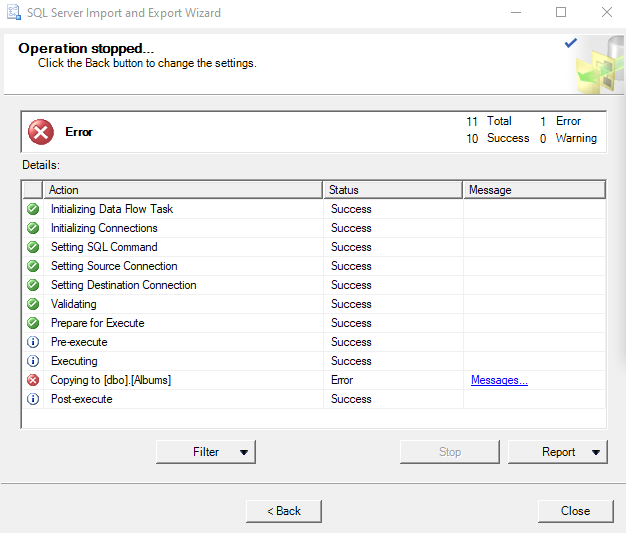 SQL Server Import and Export Wizard
Operation stopped...
Click the Back button to change the settings.
Error
11 Total 1 Error
10 Success 0 Warning
Details:
Action Status Message
Initializing Data Flow Task Success
Initializing Connections Success
Setting SQL Command Success
Setting Source Connection Success
Setting Destination Connection Success
Validating Success
Prepare for Execute Success
Pre-execute Success
Executing Success
Copying to [dbo].[Albums] Error Messages...
Post-execute Success
Filter Stop Report
< Back Close